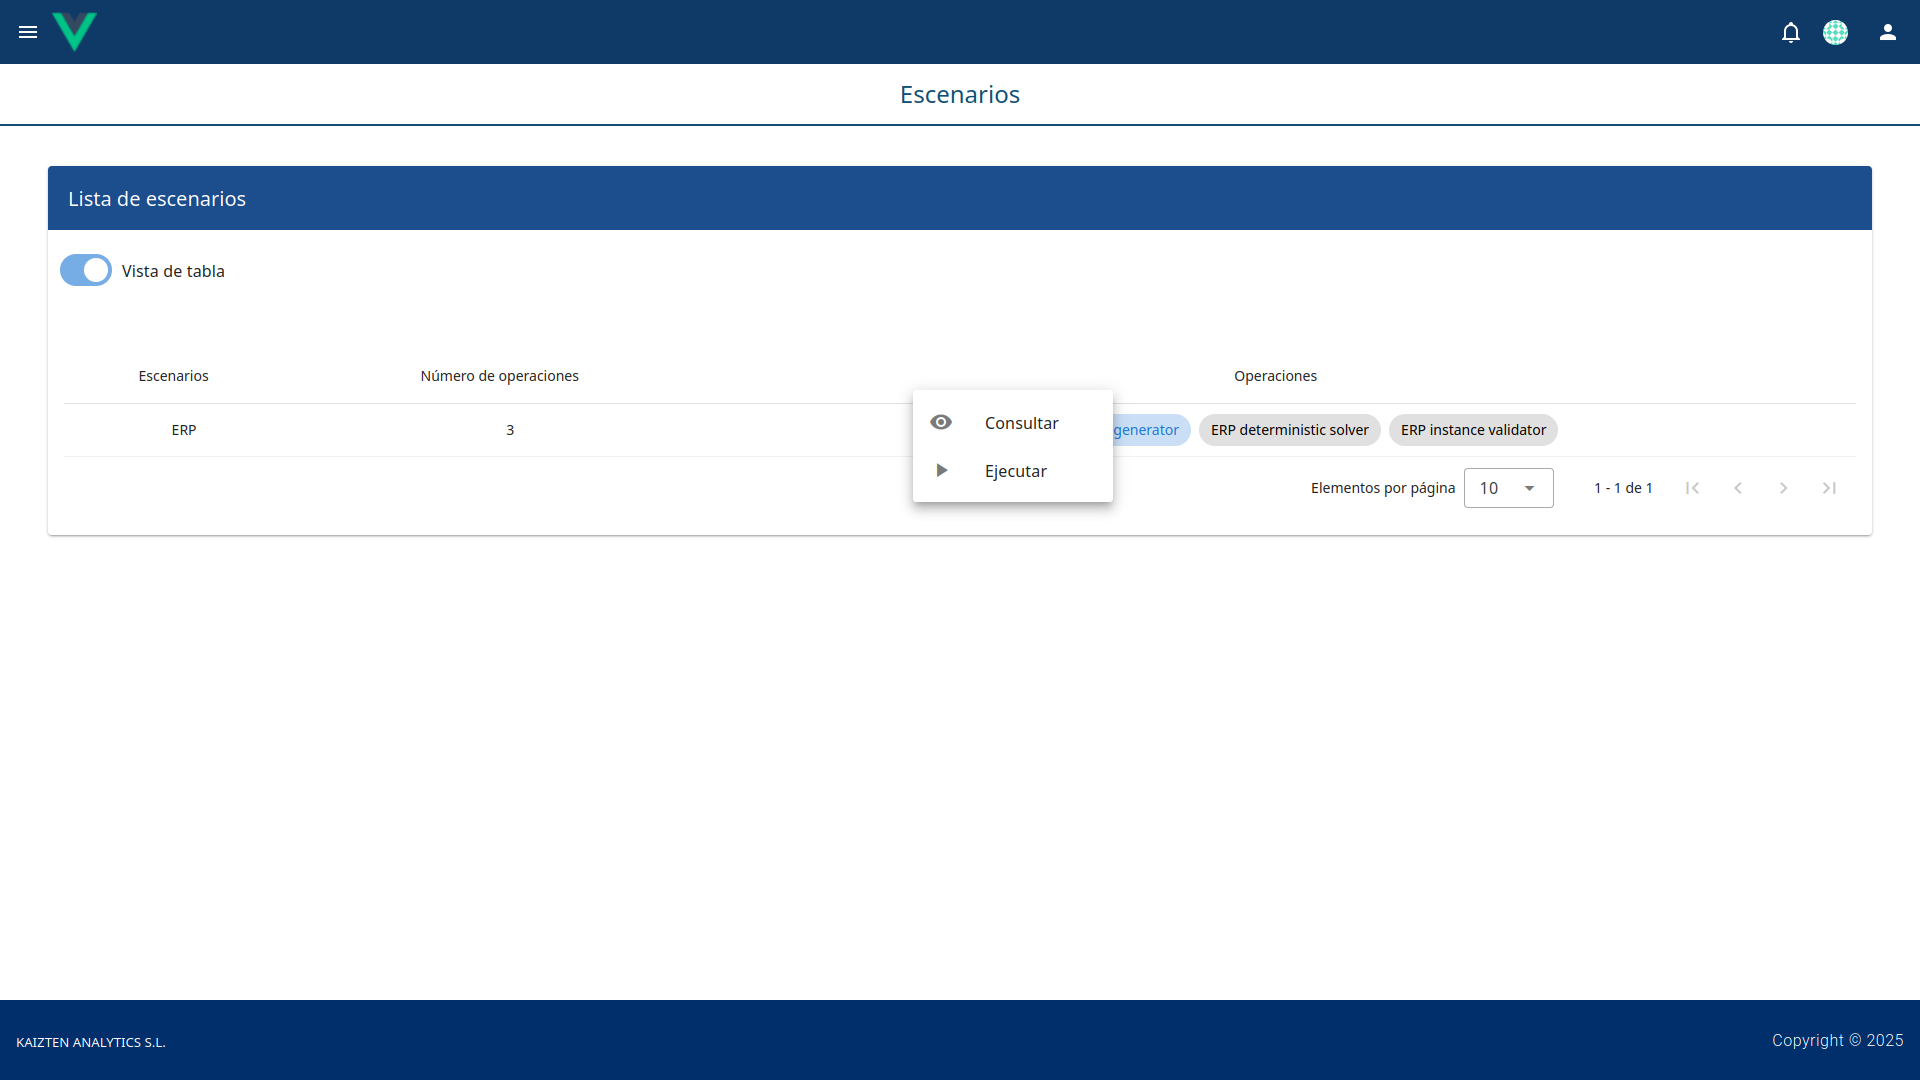 Escenarios
Lista de escenarios
Vista de tabla
Escenarios Número de operaciones Operaciones
ERP 3 generator ERP deterministic solver ERP instance validator
Consultar
Ejecutar
Elementos por página 10 1 - 1 de 1
KAIZTEN ANALYTICS S.L. Copyright © 2025